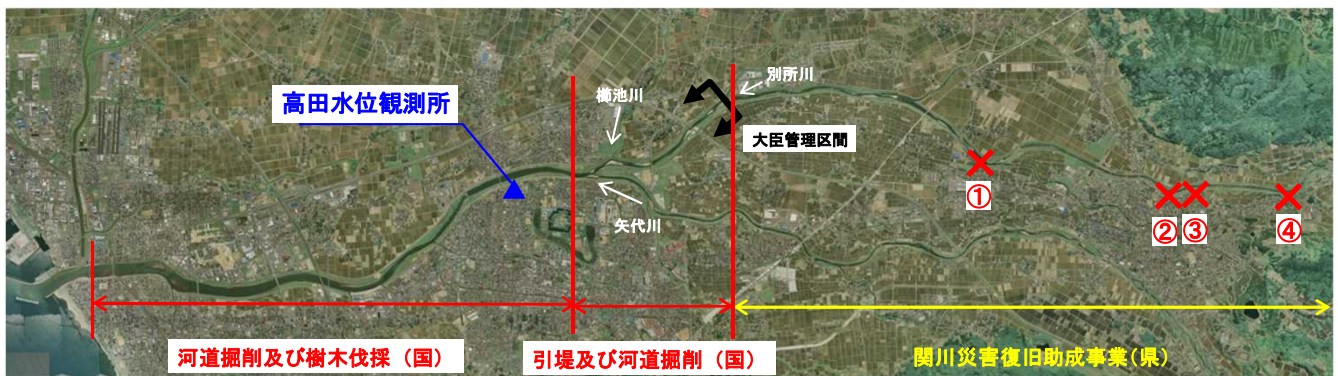 別所川
櫛池川
高田水位観測所
大臣管理区間
①
②
③
④
矢代川
河道掘削及び樹木伐採（国）
引堤及び河道掘削（国）
関川災害復旧助成事業（県）